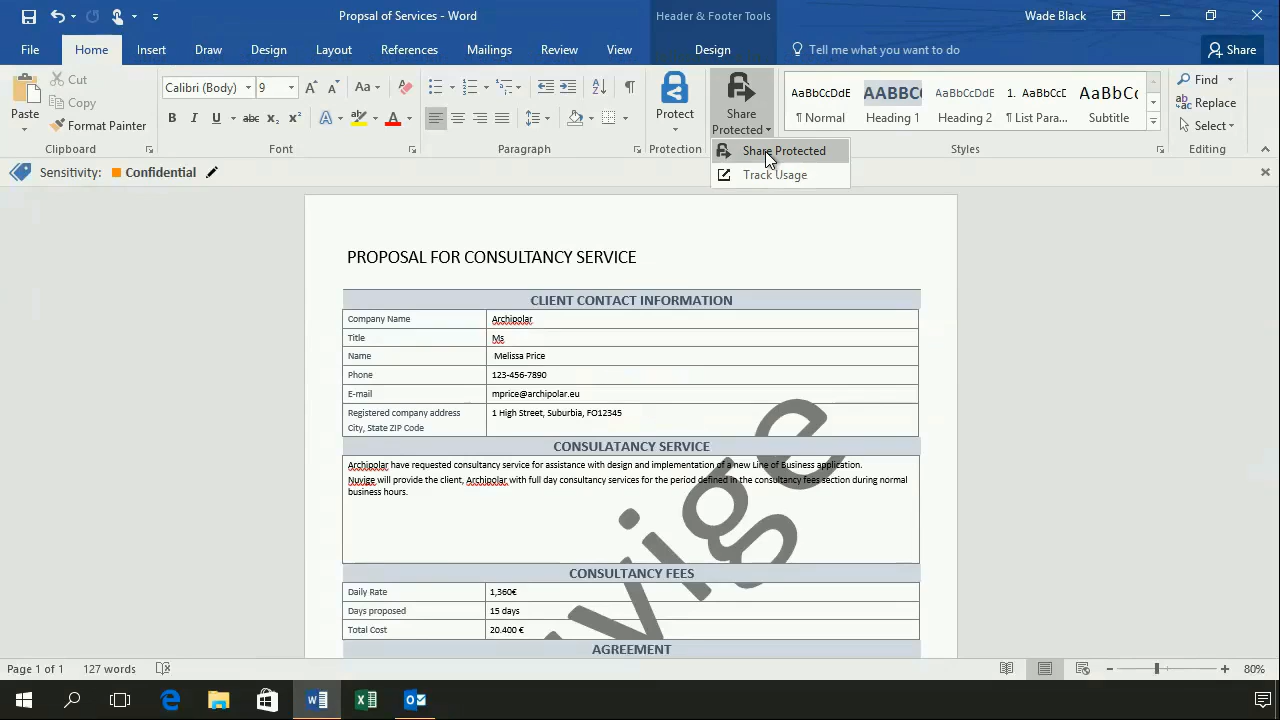 Propsal of Services - Word
Header & Footer Tools
Wade Black
File Home Insert Draw Design Layout References Mailings Review View Design Tell me what you want to do Share
Paste
Cut
Copy
Format Painter
Clipboard
Calibri (Body) 9
Font
Paragraph
Protect
Protection
Share
Protected
Share Protected
Track Usage
AaBbCcDdE
¶ Normal
AABBC
Heading 1
AaBbCcDdE
Heading 2
1. AaBbCcE
¶ List Para...
AaBbCc
Subtitle
Styles
Find
Replace
Select
Editing
Sensitivity: Confidential
PROPOSAL FOR CONSULTANCY SERVICE
CLIENT CONTACT INFORMATION
Company Name Archipolar
Title Ms
Name Melissa Price
Phone 123-456-7890
E-mail mprice@archipolar.eu
Registered company address 1 High Street, Suburbia, FO12345
City, State ZIP Code
CONSULATANCY SERVICE
Archipolar have requested consultancy service for assistance with design and implementation of a new Line of Business application.
Nuvige will provide the client, Archipolar with full day consultancy services for the period defined in the consultancy fees section during normal
business hours.
vige
CONSULTANCY FEES
Daily Rate 1,360€
Days proposed 15 days
Total Cost 20.400 €
AGREEMENT
Page 1 of 1 127 words 80%